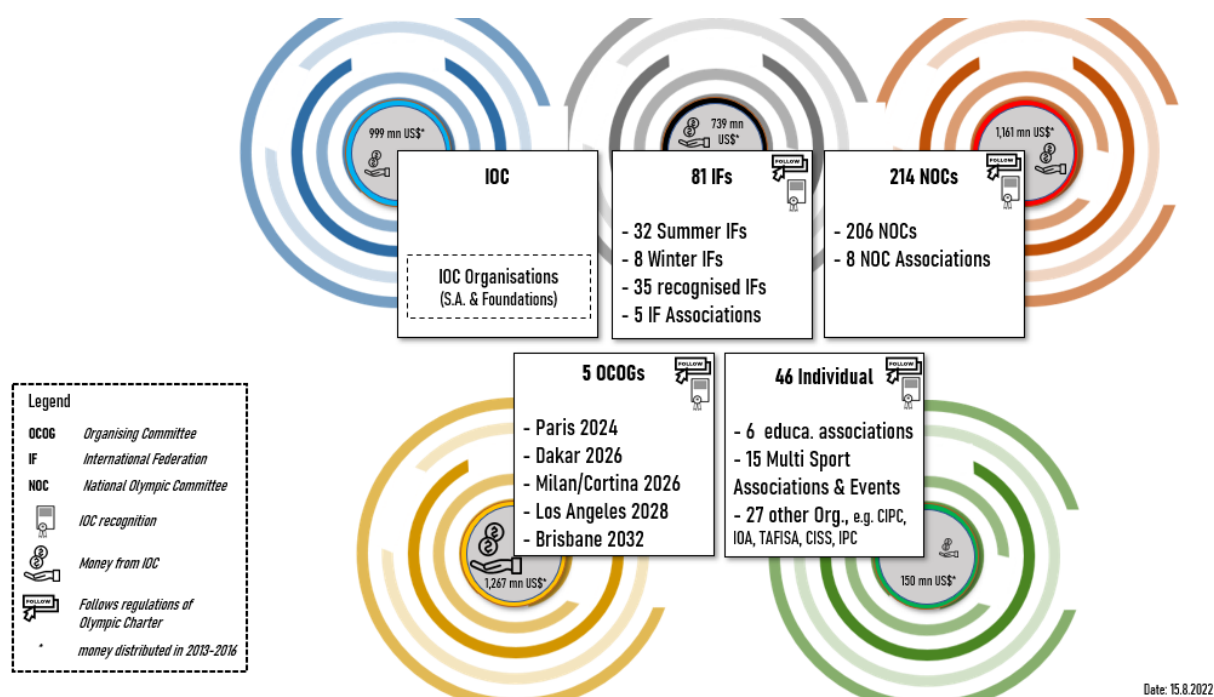 999 mn US$*
739 mn
US$*
1,161 mn US$*
IOC
IOC Organisations
(S.A. & Foundations)
81 IFs
FOLLOW
- 32 Summer IFs
- 8 Winter IFs
- 35 recognised IFs
- 5 IF Associations
214 NOCs
FOLLOW
- 206 NOCs
- 8 NOC Associations
5 OCOGs
FOLLOW
- Paris 2024
- Dakar 2026
- Milan/Cortina 2026
- Los Angeles 2028
- Brisbane 2032
1,267 mn US$*
46 Individual
FOLLOW
- 6 educa. associations
- 15 Multi Sport
Associations & Events
- 27 other Org., e.g. CIPC,
IOA, TAFISA, CISS, IPC
150 mn US$*
Legend
OCOG Organising Committee
IF International Federation
NOC National Olympic Committee
IOC recognition
Money from IOC
FOLLOW
Follows regulations of
Olympic Charter
* money distributed in 2013-2016
Date: 15.8.2022